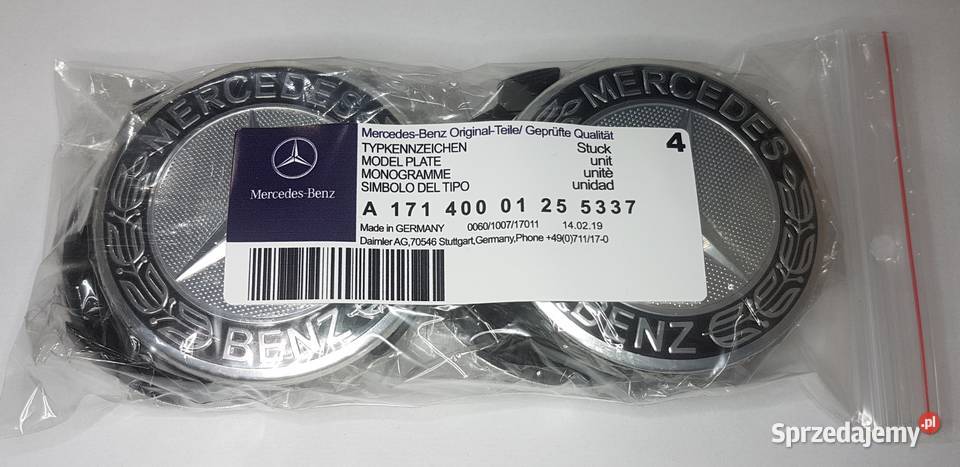 MERCEDES
BENZ
MERCEDES
BENZ
Mercedes-Benz
Mercedes-Benz Original-Teile/ Geprüfte Qualität
TYPKENNZEICHEN Stuck 4
MODEL PLATE unit
MONOGRAMME unitè
SIMBOLO DEL TIPO unidad
A 171 400 01 25 5337
Made in GERMANY 0060/1007/17011 14.02.19
Daimler AG,70546 Stuttgart,Germany,Phone +49(0)711/17-0
Sprzedajemy.pl